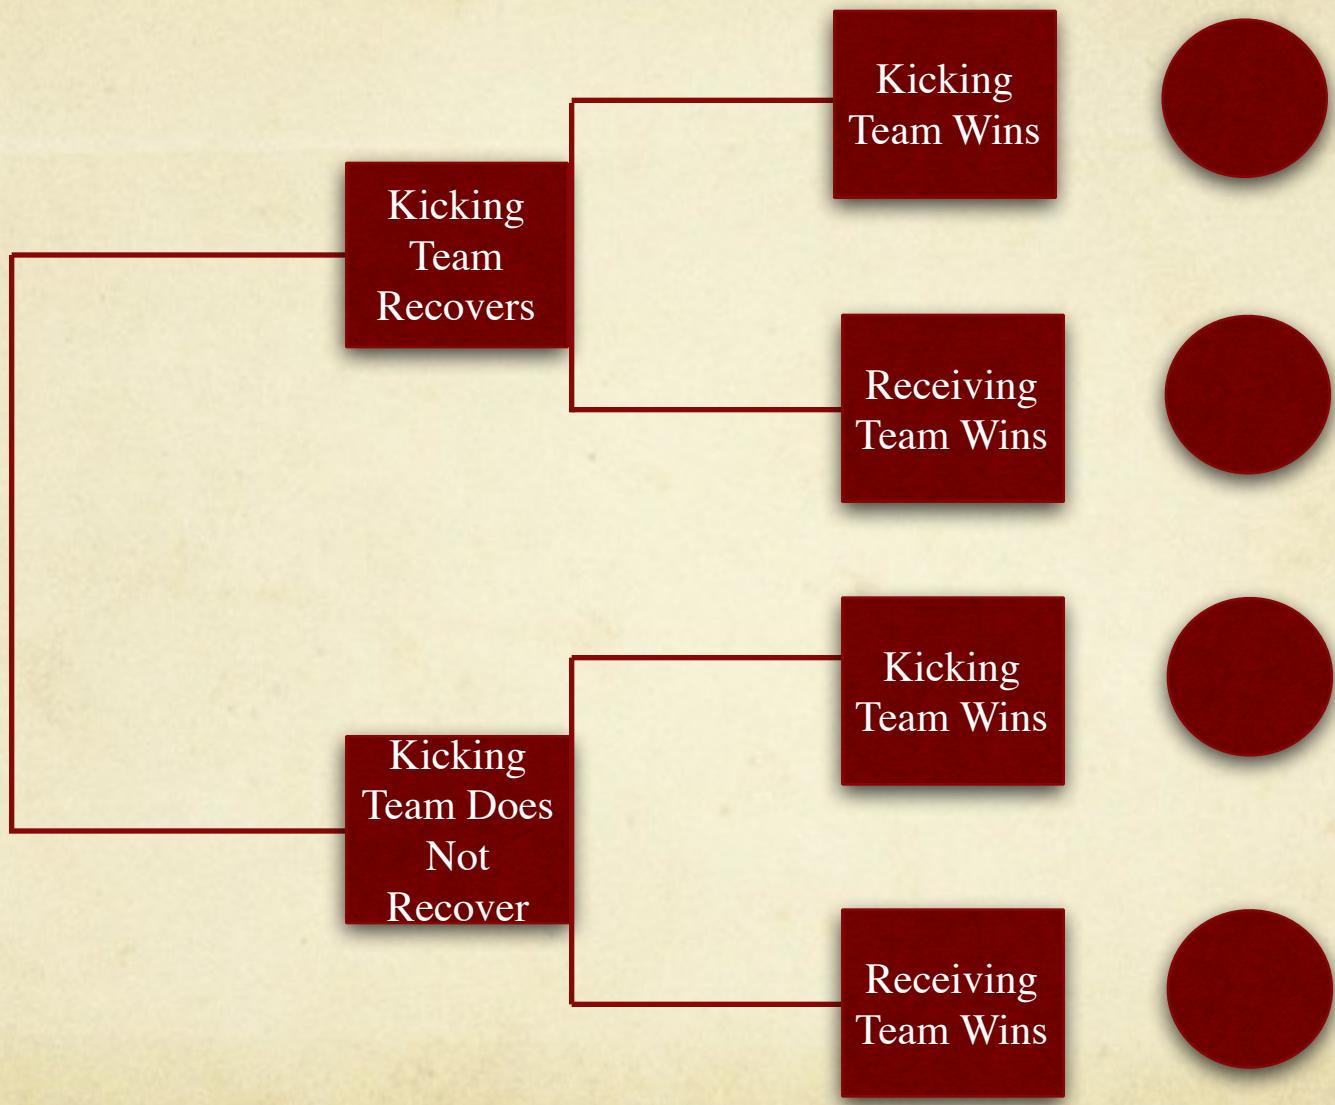 Kicking
Team Wins
Kicking
Team
Recovers
Receiving
Team Wins
Kicking
Team Wins
Kicking
Team Does
Not
Recover
Receiving
Team Wins